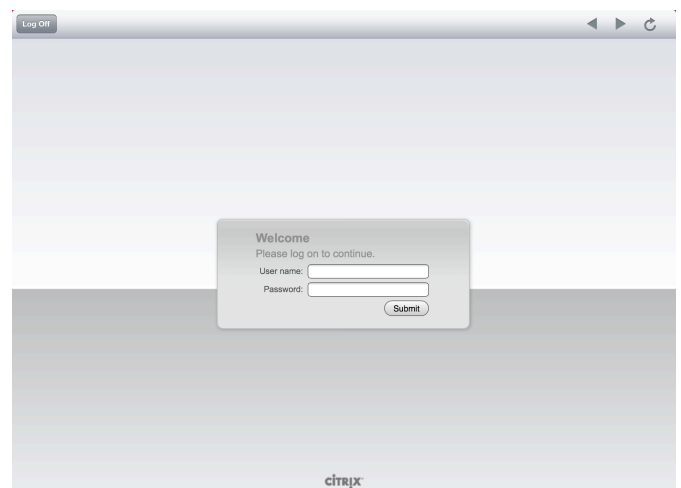 Log Off
Welcome
Please log on to continue.
User name:
Password:
Submit
CITRIX